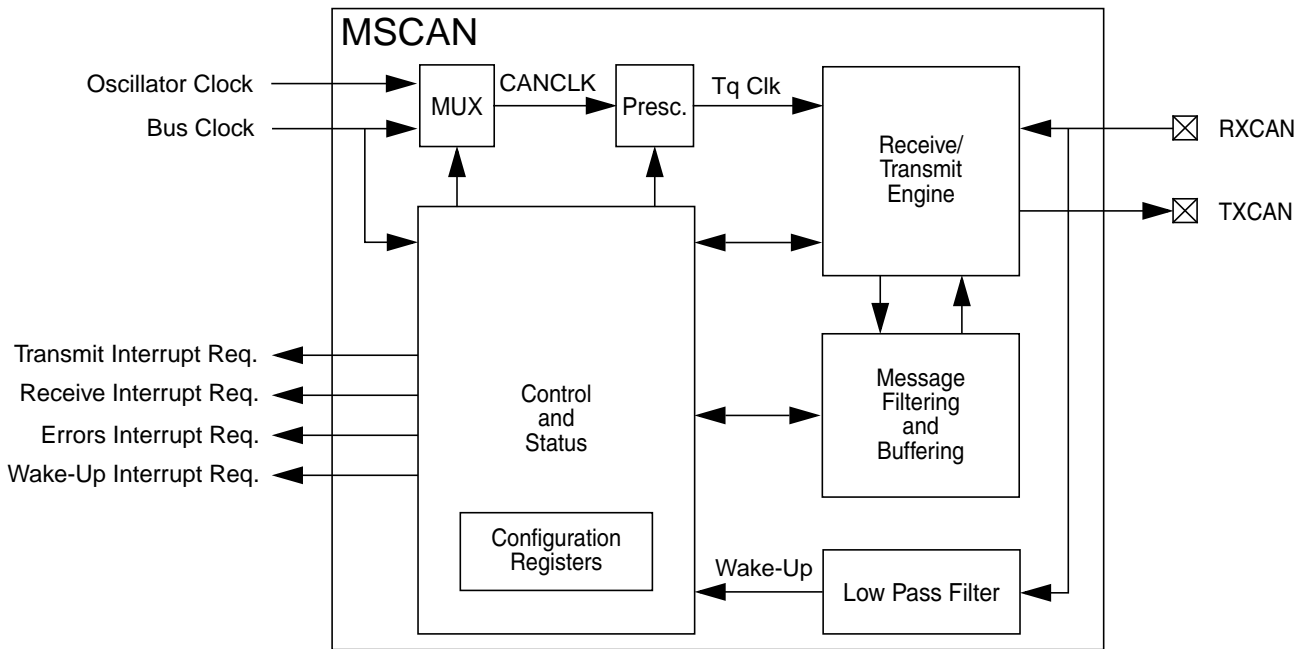 MSCAN
Oscillator Clock
Bus Clock
MUX
CANCLK
Presc.
Tq Clk
Receive/
Transmit
Engine
RXCAN
TXCAN
Transmit Interrupt Req.
Receive Interrupt Req.
Errors Interrupt Req.
Wake-Up Interrupt Req.
Control
and
Status
Message
Filtering
and
Buffering
Configuration
Registers
Wake-Up
Low Pass Filter